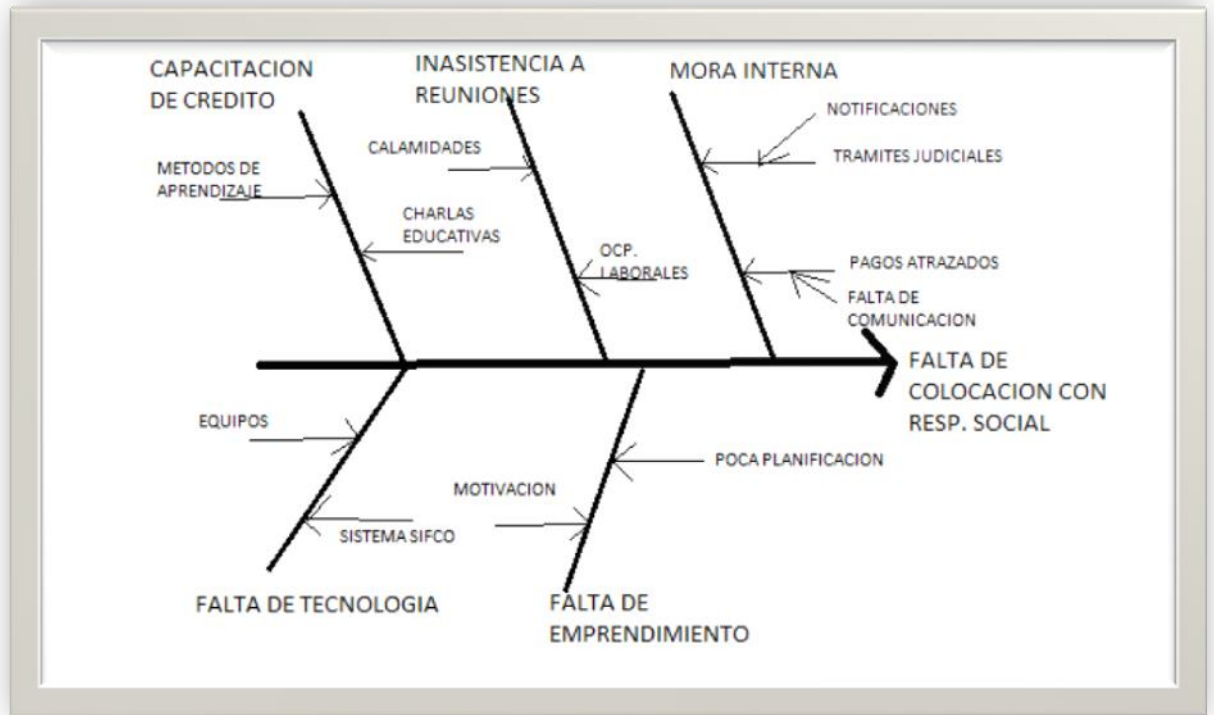 CAPACITACION
DE CREDITO
INASISTENCIA A
REUNIONES
MORA INTERNA
NOTIFICACIONES
TRAMITES JUDICIALES
CALAMIDADES
METODOS DE
APRENDIZAJE
CHARLAS
EDUCATIVAS
OCP.
LABORALES
PAGOS ATRAZADOS
FALTA DE
COMUNICACION
FALTA DE
COLOCACION CON
RESP. SOCIAL
EQUIPOS
POCA PLANIFICACION
MOTIVACION
SISTEMA SIFCO
FALTA DE TECNOLOGIA
FALTA DE
EMPRENDIMIENTO